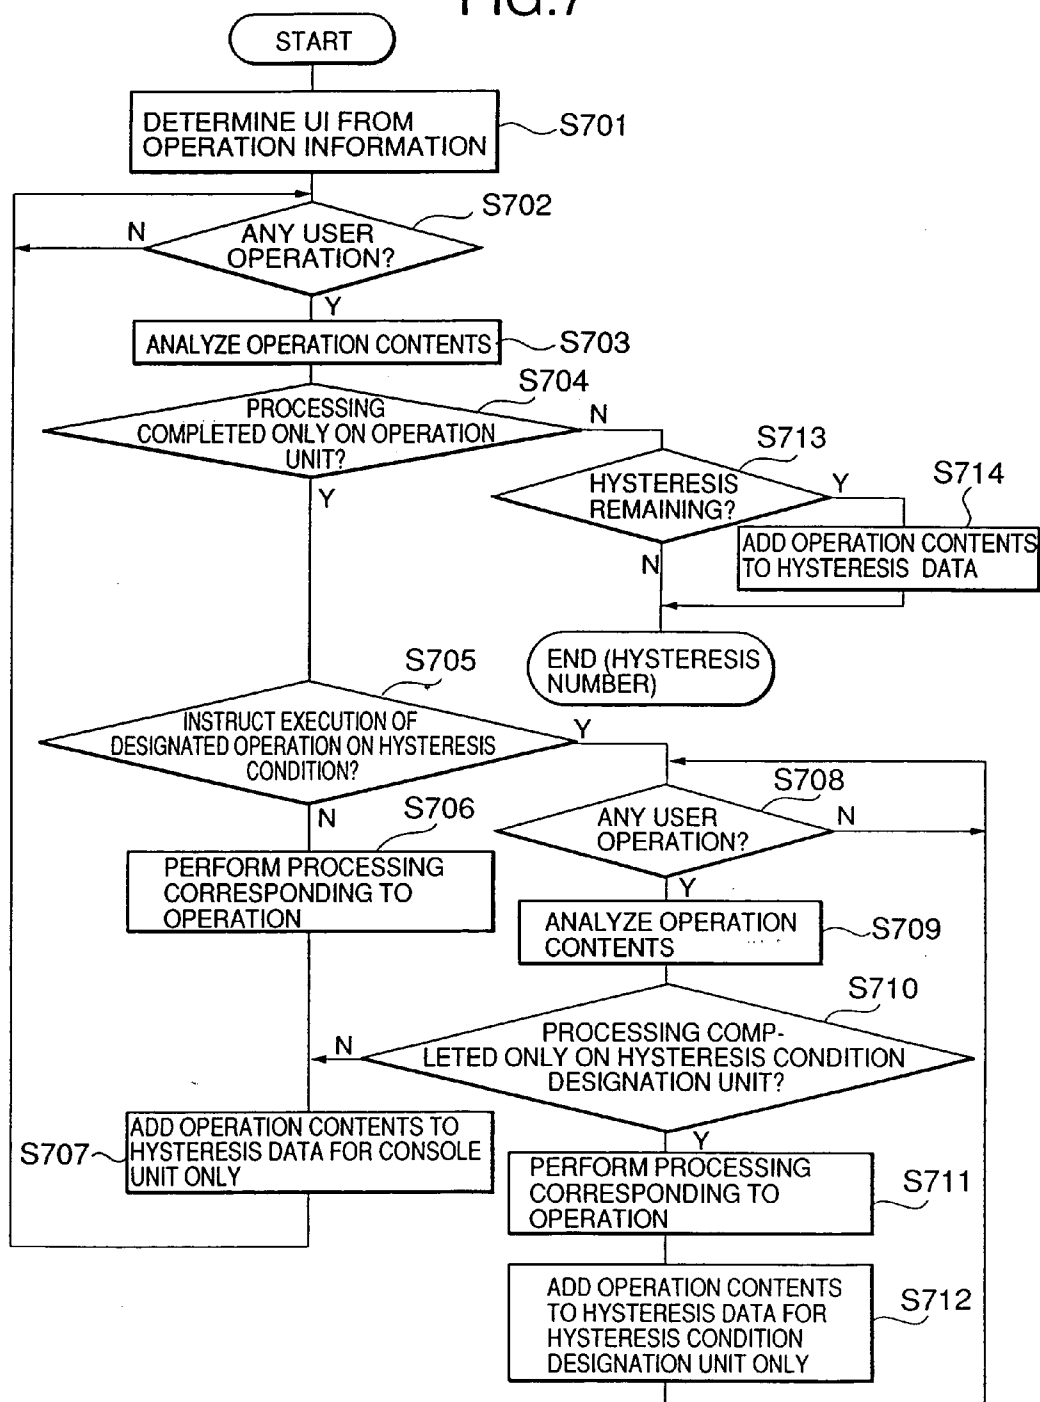 FIG.7
START
DETERMINE UI FROM
OPERATION INFORMATION
S701
S702
N
ANY USER
OPERATION?
Y
ANALYZE OPERATION CONTENTS
S703
S704
PROCESSING
COMPLETED ONLY ON OPERATION
UNIT?
N
Y
S713
HYSTERESIS
REMAINING?
Y
N
S714
ADD OPERATION CONTENTS
TO HYSTERESIS DATA
END (HYSTERESIS
NUMBER)
S705
INSTRUCT EXECUTION OF
DESIGNATED OPERATION ON HYSTERESIS
CONDITION?
Y
N
S706
PERFORM PROCESSING
CORRESPONDING TO
OPERATION
S708
ANY USER
OPERATION?
N
Y
ANALYZE OPERATION
CONTENTS
S709
S710
PROCESSING COMP-
LETED ONLY ON HYSTERESIS CONDITION
DESIGNATION UNIT?
N
Y
S707
ADD OPERATION CONTENTS TO
HYSTERESIS DATA FOR CONSOLE
UNIT ONLY
PERFORM PROCESSING
CORRESPONDING TO
OPERATION
S711
ADD OPERATION CONTENTS
TO HYSTERESIS DATA FOR
HYSTERESIS CONDITION
DESIGNATION UNIT ONLY
S712